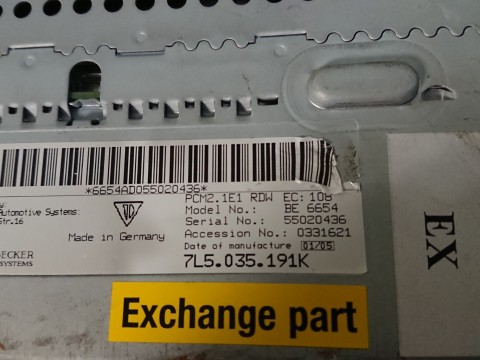 *6654AD055020436*
PCM2.1E1 RDW EC: 108
Model No.: BE 6654
Serial No.: 55020436
Accession No.: 0331621
Date of manufacture 01/05
7L5.035.191K
Automotive Systems:
Str.16
Made in Germany
ECKER
SYSTEMS
Exchange part
EX